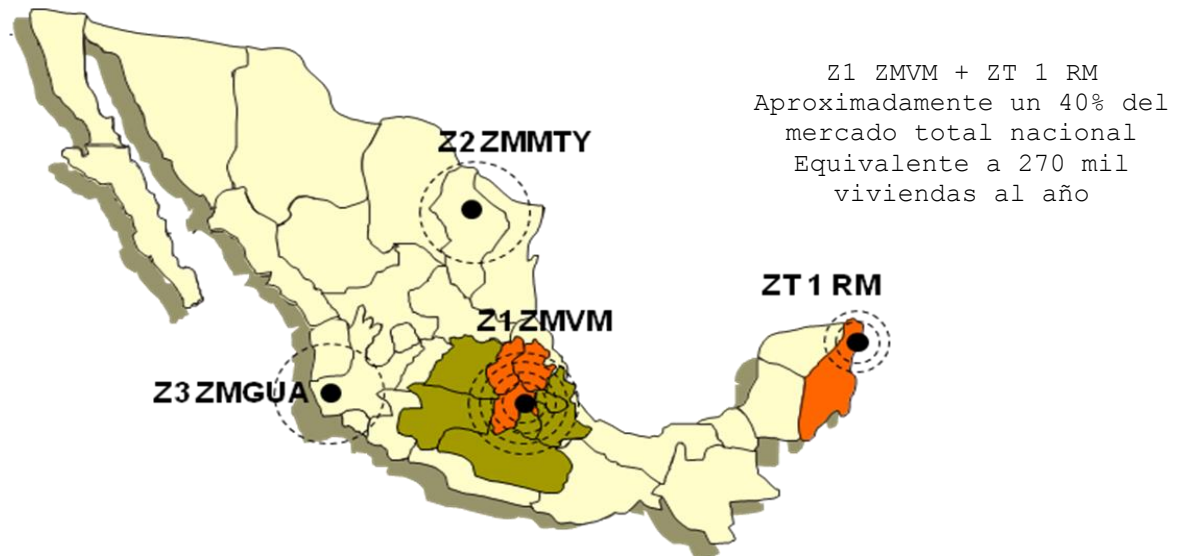 Z1 ZMVM + ZT 1 RM
Aproximadamente un 40% del
mercado total nacional
Equivalente a 270 mil
viviendas al año
Z2 ZMMTY
ZT 1 RM
Z1 ZMVM
Z3 ZMGUA